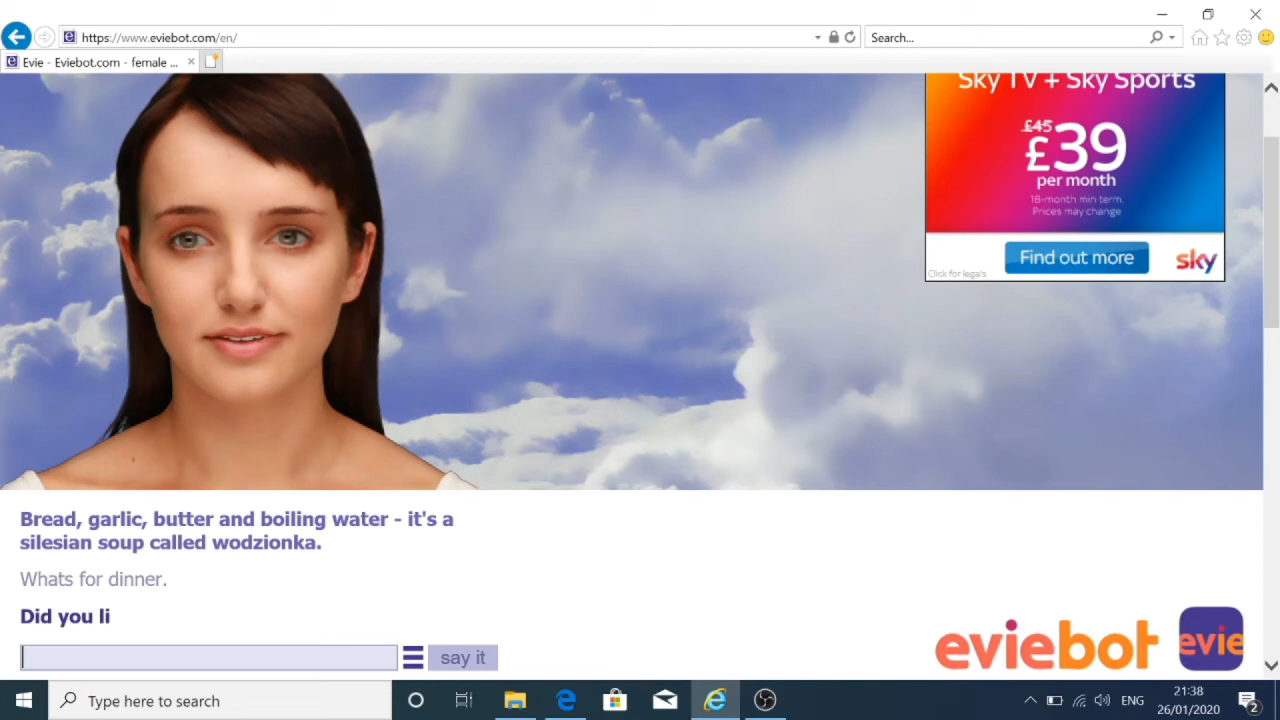 https://www.eviebot.com/en/
Search...
Evie - Eviebot.com - female ...
Sky TV + Sky Sports
£45
£39
per month
18-month min term.
Prices may change
Click for legals
Find out more
sky
Bread, garlic, butter and boiling water - it's a
silesian soup called wodzionka.
Whats for dinner.
Did you li
say it
eviebot
evie
Type here to search
ENG
21:38
26/01/2020
2